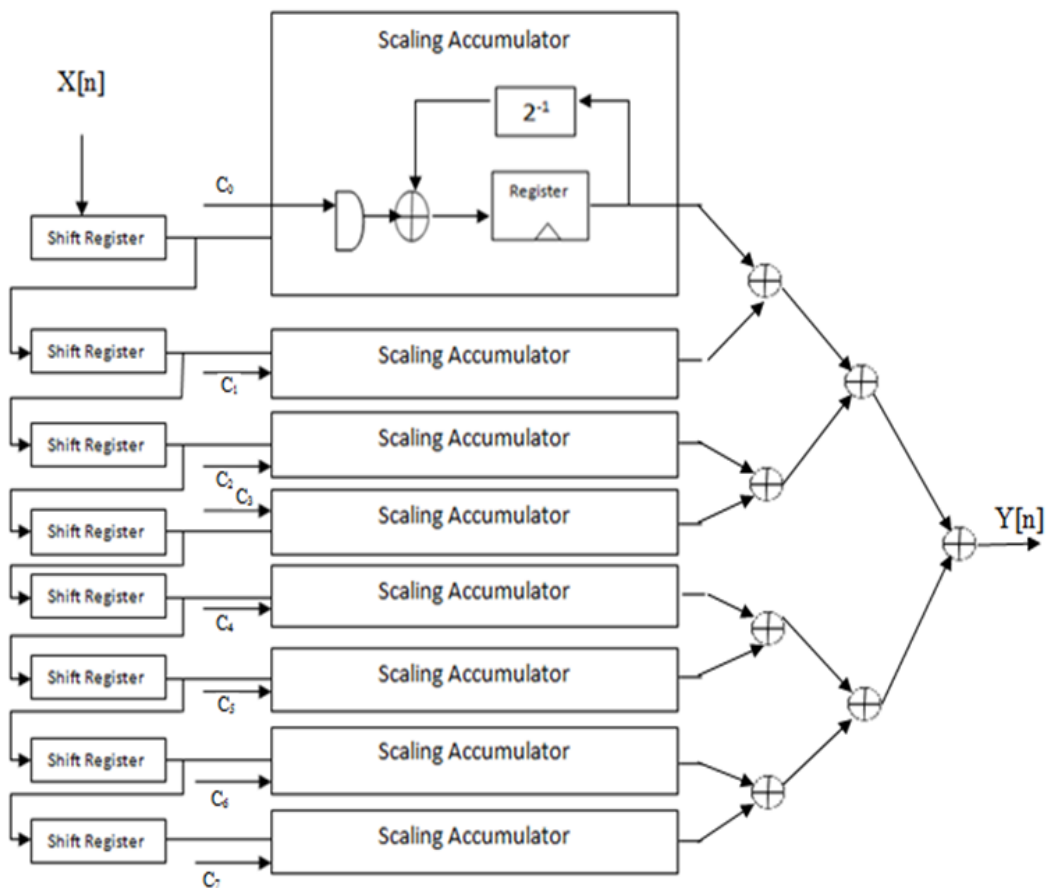 Scaling Accumulator
X[n]
2⁻¹
C₀
Register
Shift Register
Shift Register
Scaling Accumulator
C₁
Shift Register
Scaling Accumulator
C₂
C₃
Shift Register
Scaling Accumulator
Y[n]
Shift Register
Scaling Accumulator
C₄
Shift Register
Scaling Accumulator
C₅
Shift Register
Scaling Accumulator
C₆
Shift Register
Scaling Accumulator
C₇